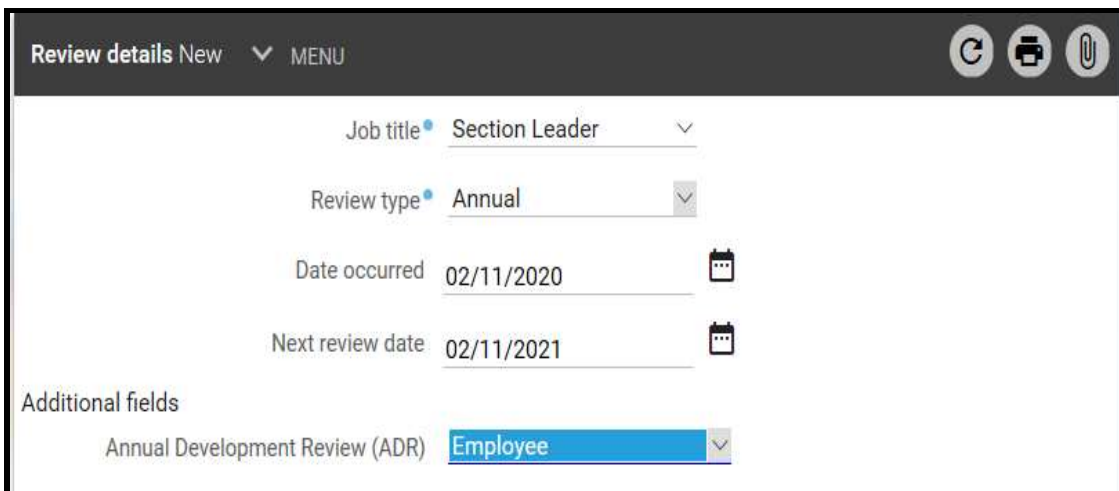 Review details New MENU
Job title Section Leader
Review type Annual
Date occurred 02/11/2020
Next review date 02/11/2021
Additional fields
Annual Development Review (ADR) Employee